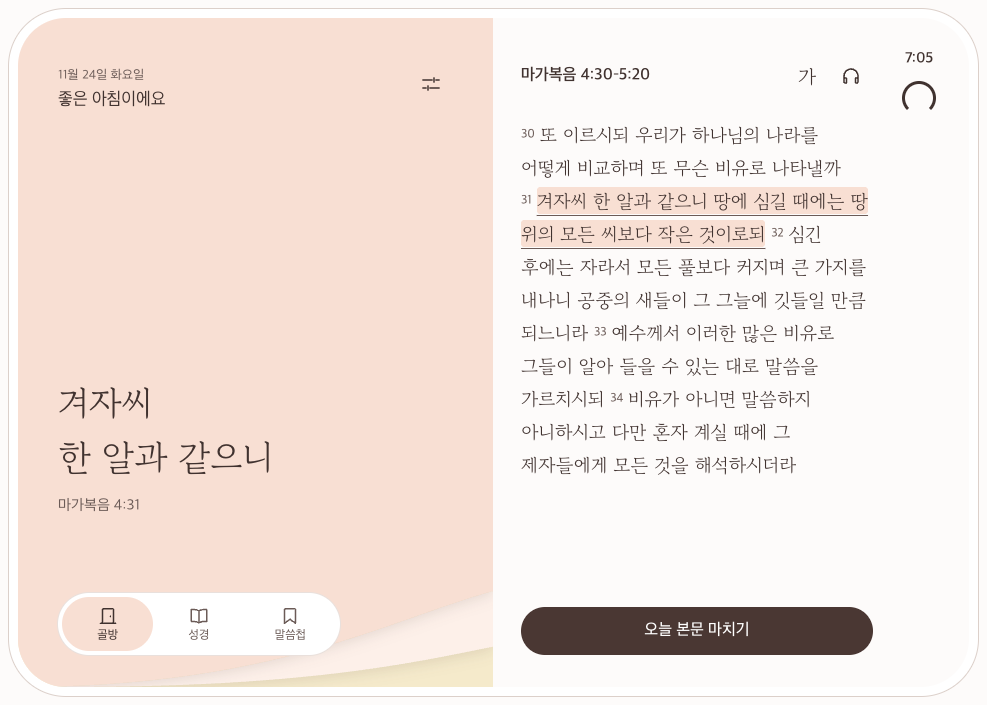 11월 24일 화요일
좋은 아침이에요
겨자씨
한 알과 같으니
마가복음 4:31
골방
성경
말씀첩
7:05
마가복음 4:30-5:20
가
30 또 이르시되 우리가 하나님의 나라를
어떻게 비교하며 또 무슨 비유로 나타낼까
31 겨자씨 한 알과 같으니 땅에 심길 때에는 땅
위의 모든 씨보다 작은 것이로되 32 심긴
후에는 자라서 모든 풀보다 커지며 큰 가지를
내나니 공중의 새들이 그 그늘에 깃들일 만큼
되느니라 33 예수께서 이러한 많은 비유로
그들이 알아 들을 수 있는 대로 말씀을
가르치시되 34 비유가 아니면 말씀하지
아니하시고 다만 혼자 계실 때에 그
제자들에게 모든 것을 해석하시더라
오늘 본문 마치기